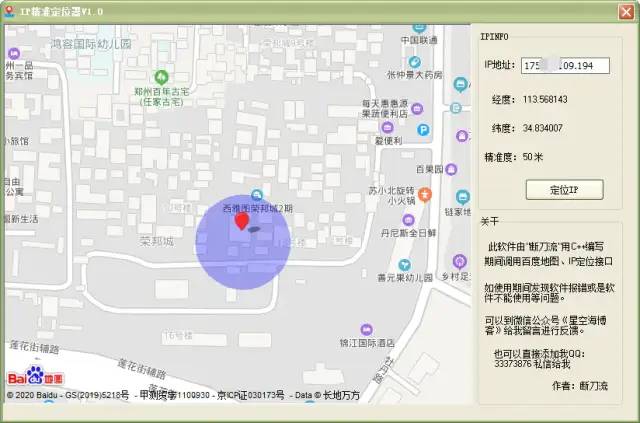 IP精准定位器V1.0
鸿容国际幼儿园
荣邦城9号楼
中国联通
张仲景大药房
州一品
务宾馆
郑州百年古宅
(任家古宅)
每天惠惠源
果蔬便利店
爱便利
小旅馆
百果园
自由
公寓
苏小北旋转
小火锅
链家地
西雅图荣邦城2期
国新生活
丹尼斯全日鲜
荣邦城
善元果幼儿园
乡村足
16号楼
锦江国际酒店
莲花街辅路
莲花街辅路
Bai du 地图
© 2020 Baidu - GS(2019)5218号 - 甲测资字1100930 - 京ICP证030173号 - Data © 长地万方
IPINFO
IP地址: 175 09.194
经度: 113.568143
纬度: 34.834007
精准度: 50米
定位IP
关于
此软件由"断刀流"用C++编写
期间调用百度地图、IP定位接口
如使用期间发现软件报错或是软
件不能使用等问题。
可以到微信公众号《星空海博
客》给我留言进行反馈。
也可以直接添加我QQ:
33373876 私信给我
作者: 断刀流